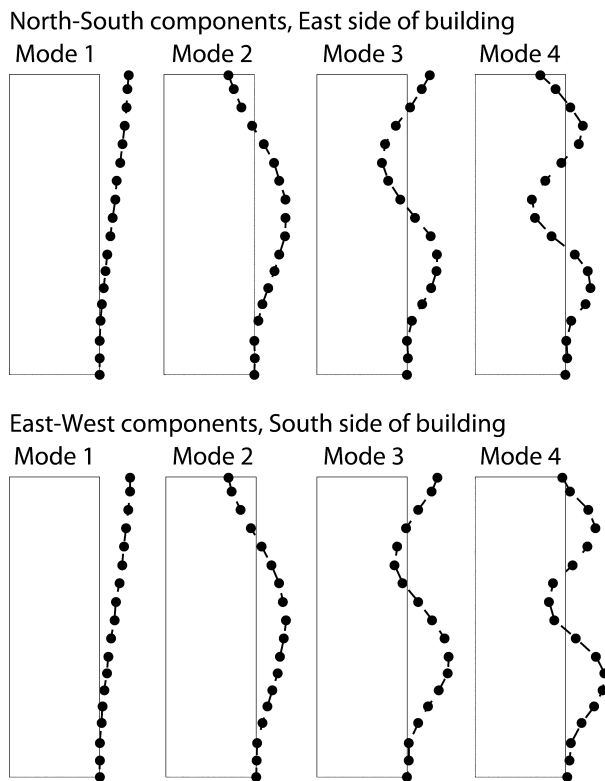 North-South components, East side of building
Mode 1 Mode 2 Mode 3 Mode 4
East-West components, South side of building
Mode 1 Mode 2 Mode 3 Mode 4